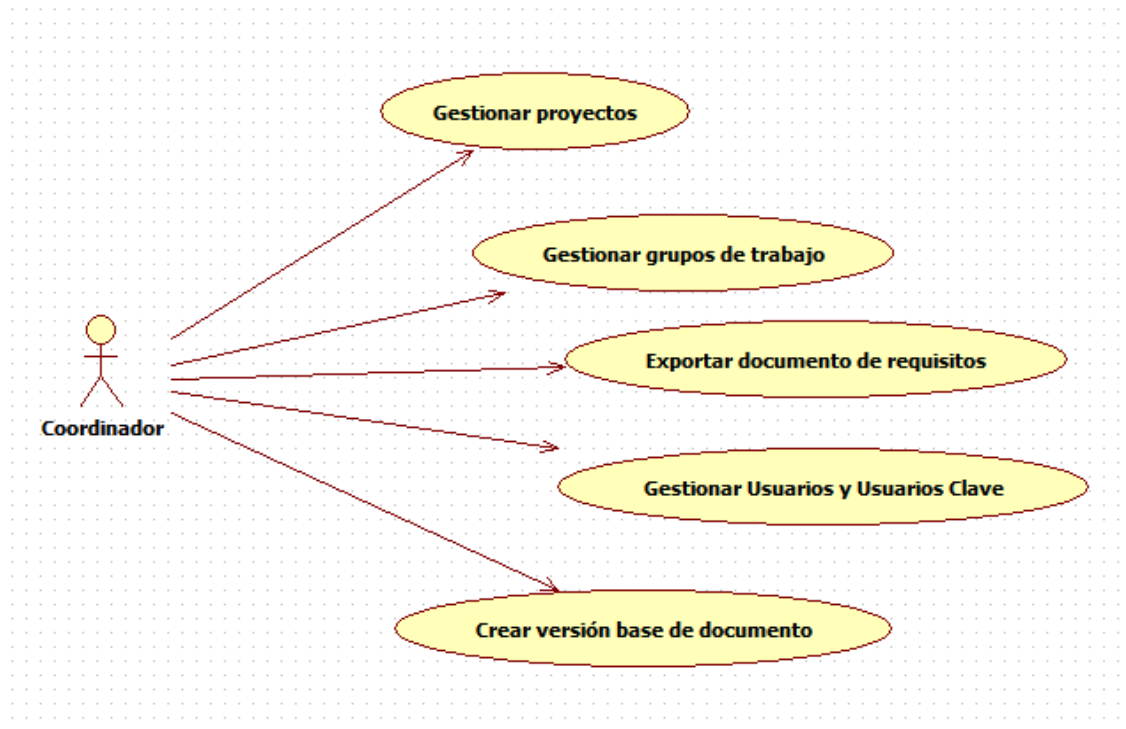 Gestionar proyectos
Gestionar grupos de trabajo
Exportar documento de requisitos
Coordinador
Gestionar Usuarios y Usuarios Clave
Crear versión base de documento